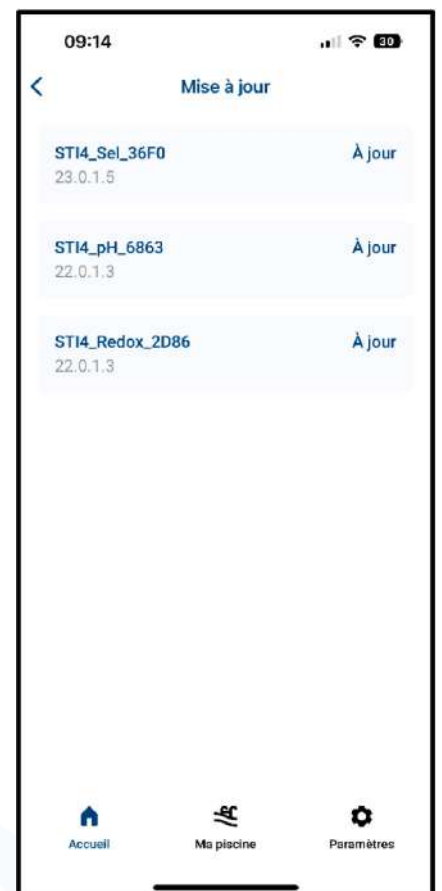 09:14
30
Mise à jour
STI4_Sel_36F0
À jour
23.0.1.5
STI4_pH_6863
À jour
22.0.1.3
STI4_Redox_2D86
À jour
22.0.1.3
Accueil
Ma piscine
Paramètres